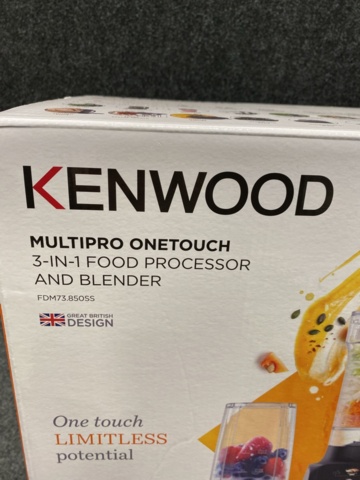 KENWOOD
MULTIPRO ONETOUCH
3-IN-1 FOOD PROCESSOR
AND BLENDER
FDM73.850SS
GREAT BRITISH
DESIGN
One touch
LIMITLESS
potential